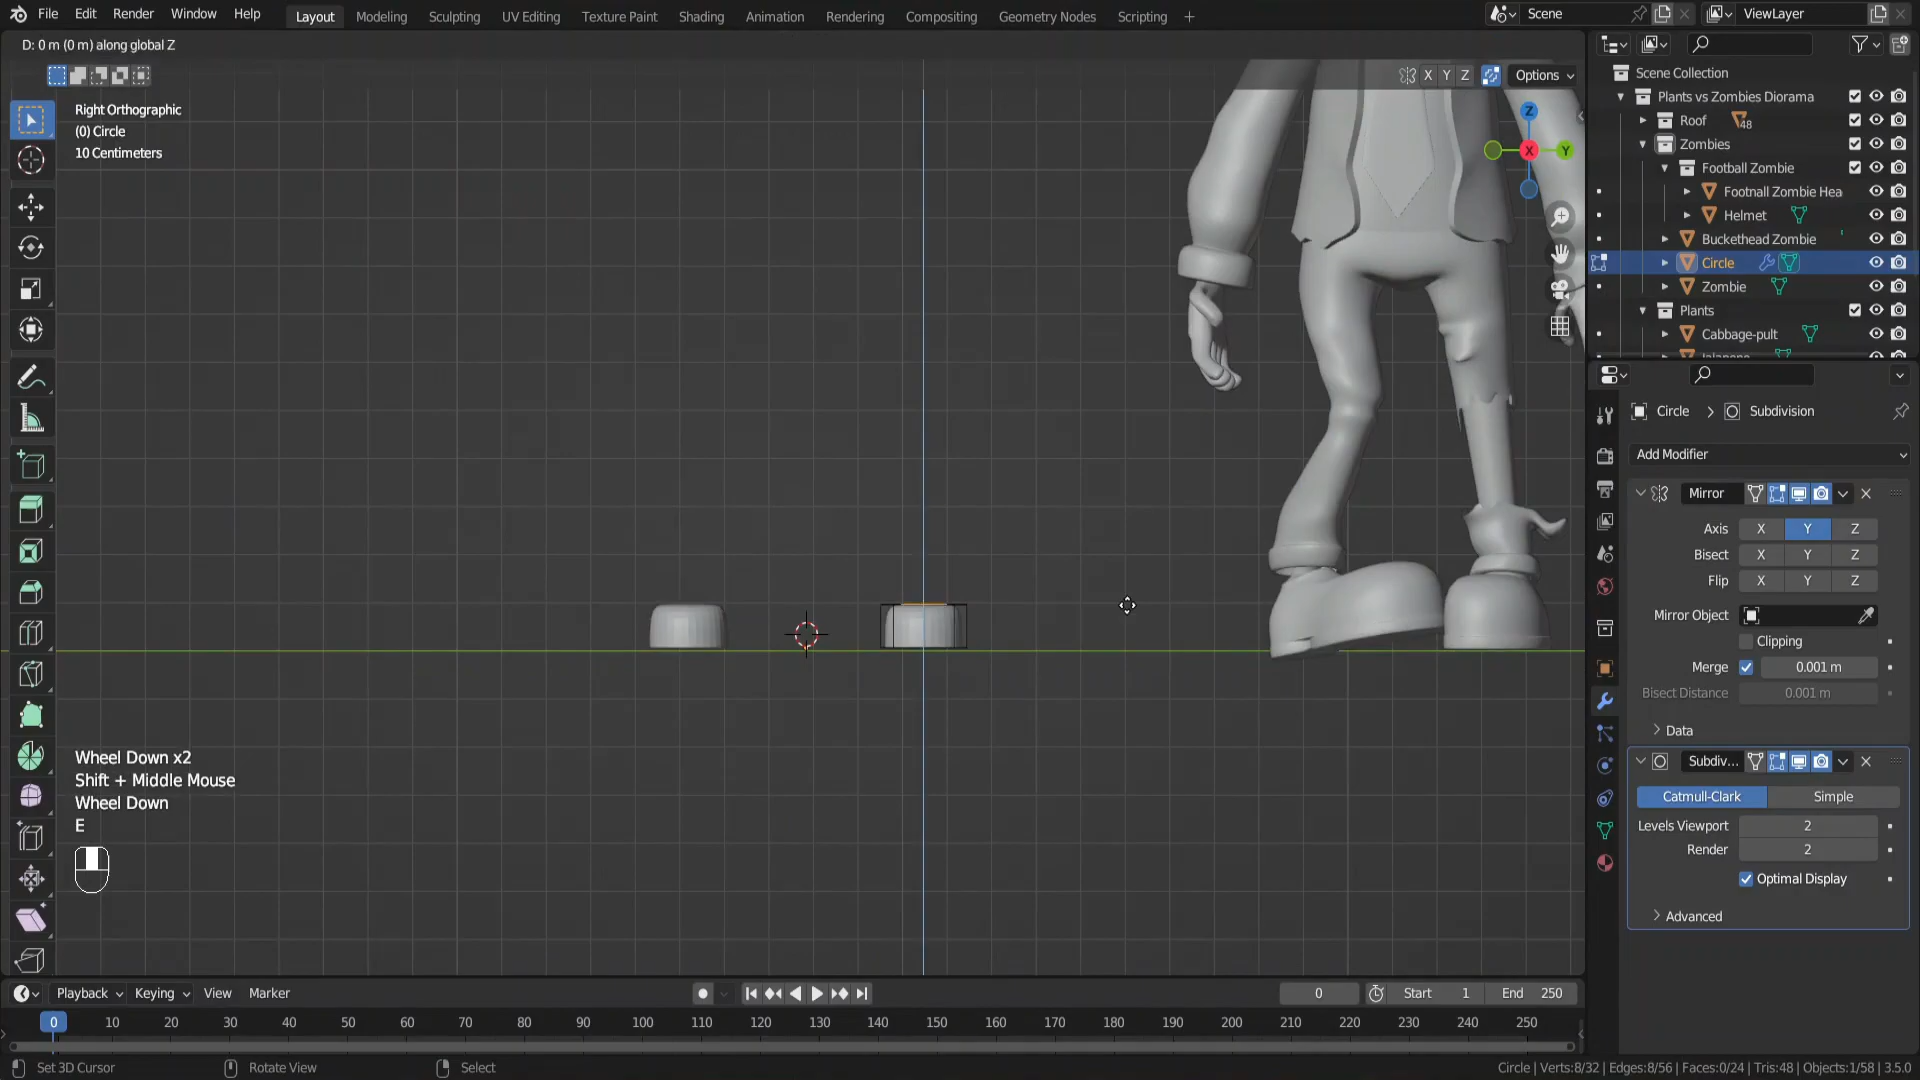 File Edit Render Window Help
Layout Modeling Sculpting UV Editing Texture Paint Shading Animation Rendering Compositing Geometry Nodes Scripting +
Scene
ViewLayer
D: 0 m (0 m) along global Z
X Y Z
Options
Right Orthographic
(0) Circle
10 Centimeters
Z
X
Y
Scene Collection
Plants vs Zombies Diorama
Roof 48
Zombies
Football Zombie
Footnall Zombie Hea
Helmet
Buckethead Zombie
Circle
Zombie
Plants
Cabbage-pult
Circle > Subdivision
Add Modifier
Mirror
Axis X Y Z
Bisect X Y Z
Flip X Y Z
Mirror Object
Clipping
Merge 0.001 m
Bisect Distance 0.001 m
Data
Subdiv...
Catmull-Clark Simple
Levels Viewport 2
Render 2
Optimal Display
Advanced
Wheel Down x2
Shift + Middle Mouse
Wheel Down
E
Playback Keying View Marker
0
Start 1 End 250
0 10 20 30 40 50 60 70 80 90 100 110 120 130 140 150 160 170 180 190 200 210 220 230 240 250
Set 3D Cursor Rotate View Select
Circle | Verts:8/32 | Edges:8/56 | Faces:0/24 | Tris:48 | Objects:1/58 | 3.5.0